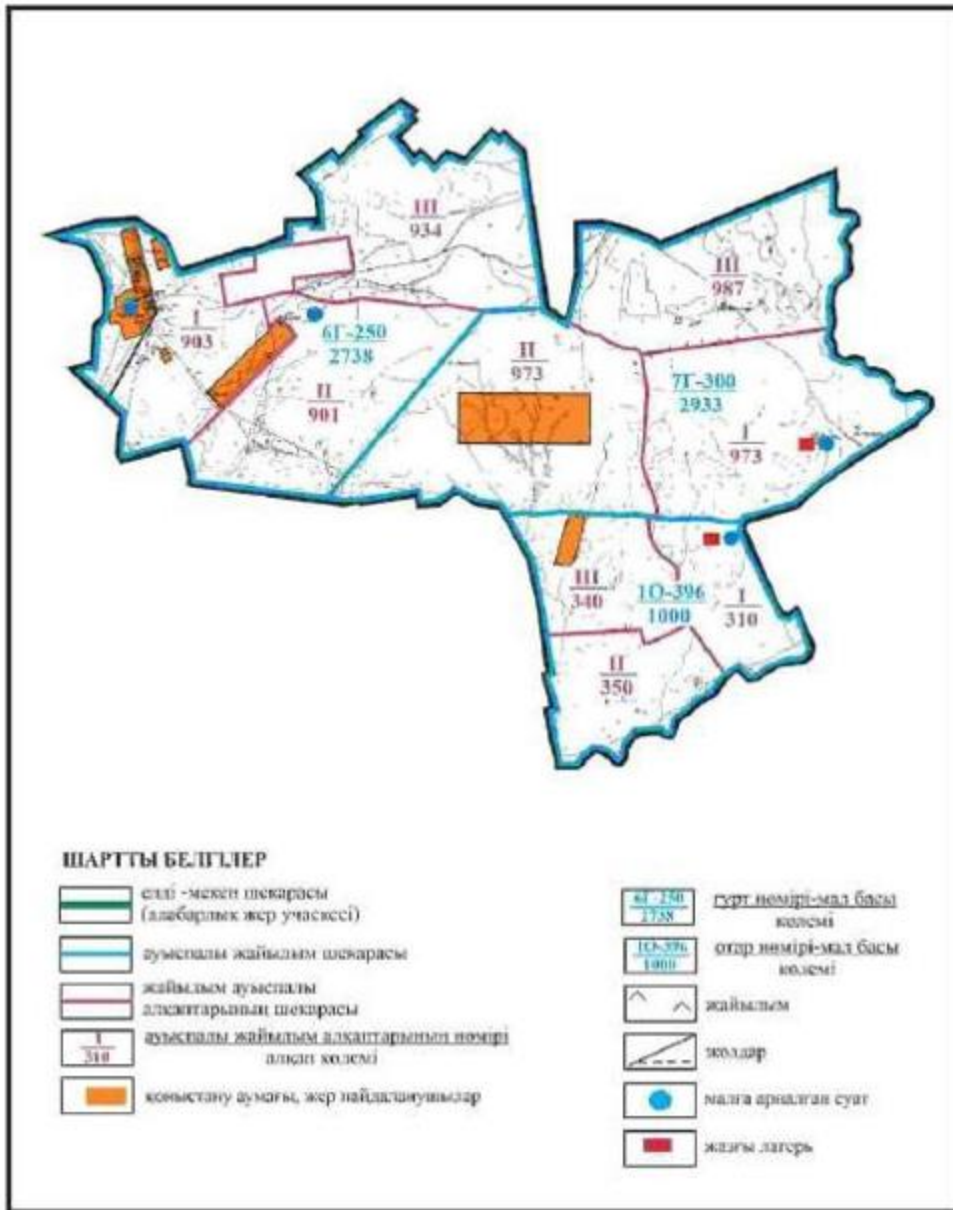 III
934
III
987
I
903
6Г-250
2738
II
901
II
973
7Г-300
2933
I
973
III
340
1О-396
1000
I
310
II
350
ШАРТТЫ БЕЛГІЛЕР
елді -мекен шекарасы
(алабарлык жер учаскесі)
ауыспалы жайылым шекарасы
жайылым ауыспалы
алқаптарының шекарасы
I
310
ауыспалы жайылым алқаптарының нөмірі
алқап көлемі
қоныстану аумағы, жер пайдаланушылар
6Г-250
2738
гурт нөмірі-мал басы
көлемі
1О-396
1000
отар нөмірі-мал басы
көлемі
жайылым
жолдар
малға арналған суат
жазғы лагерь